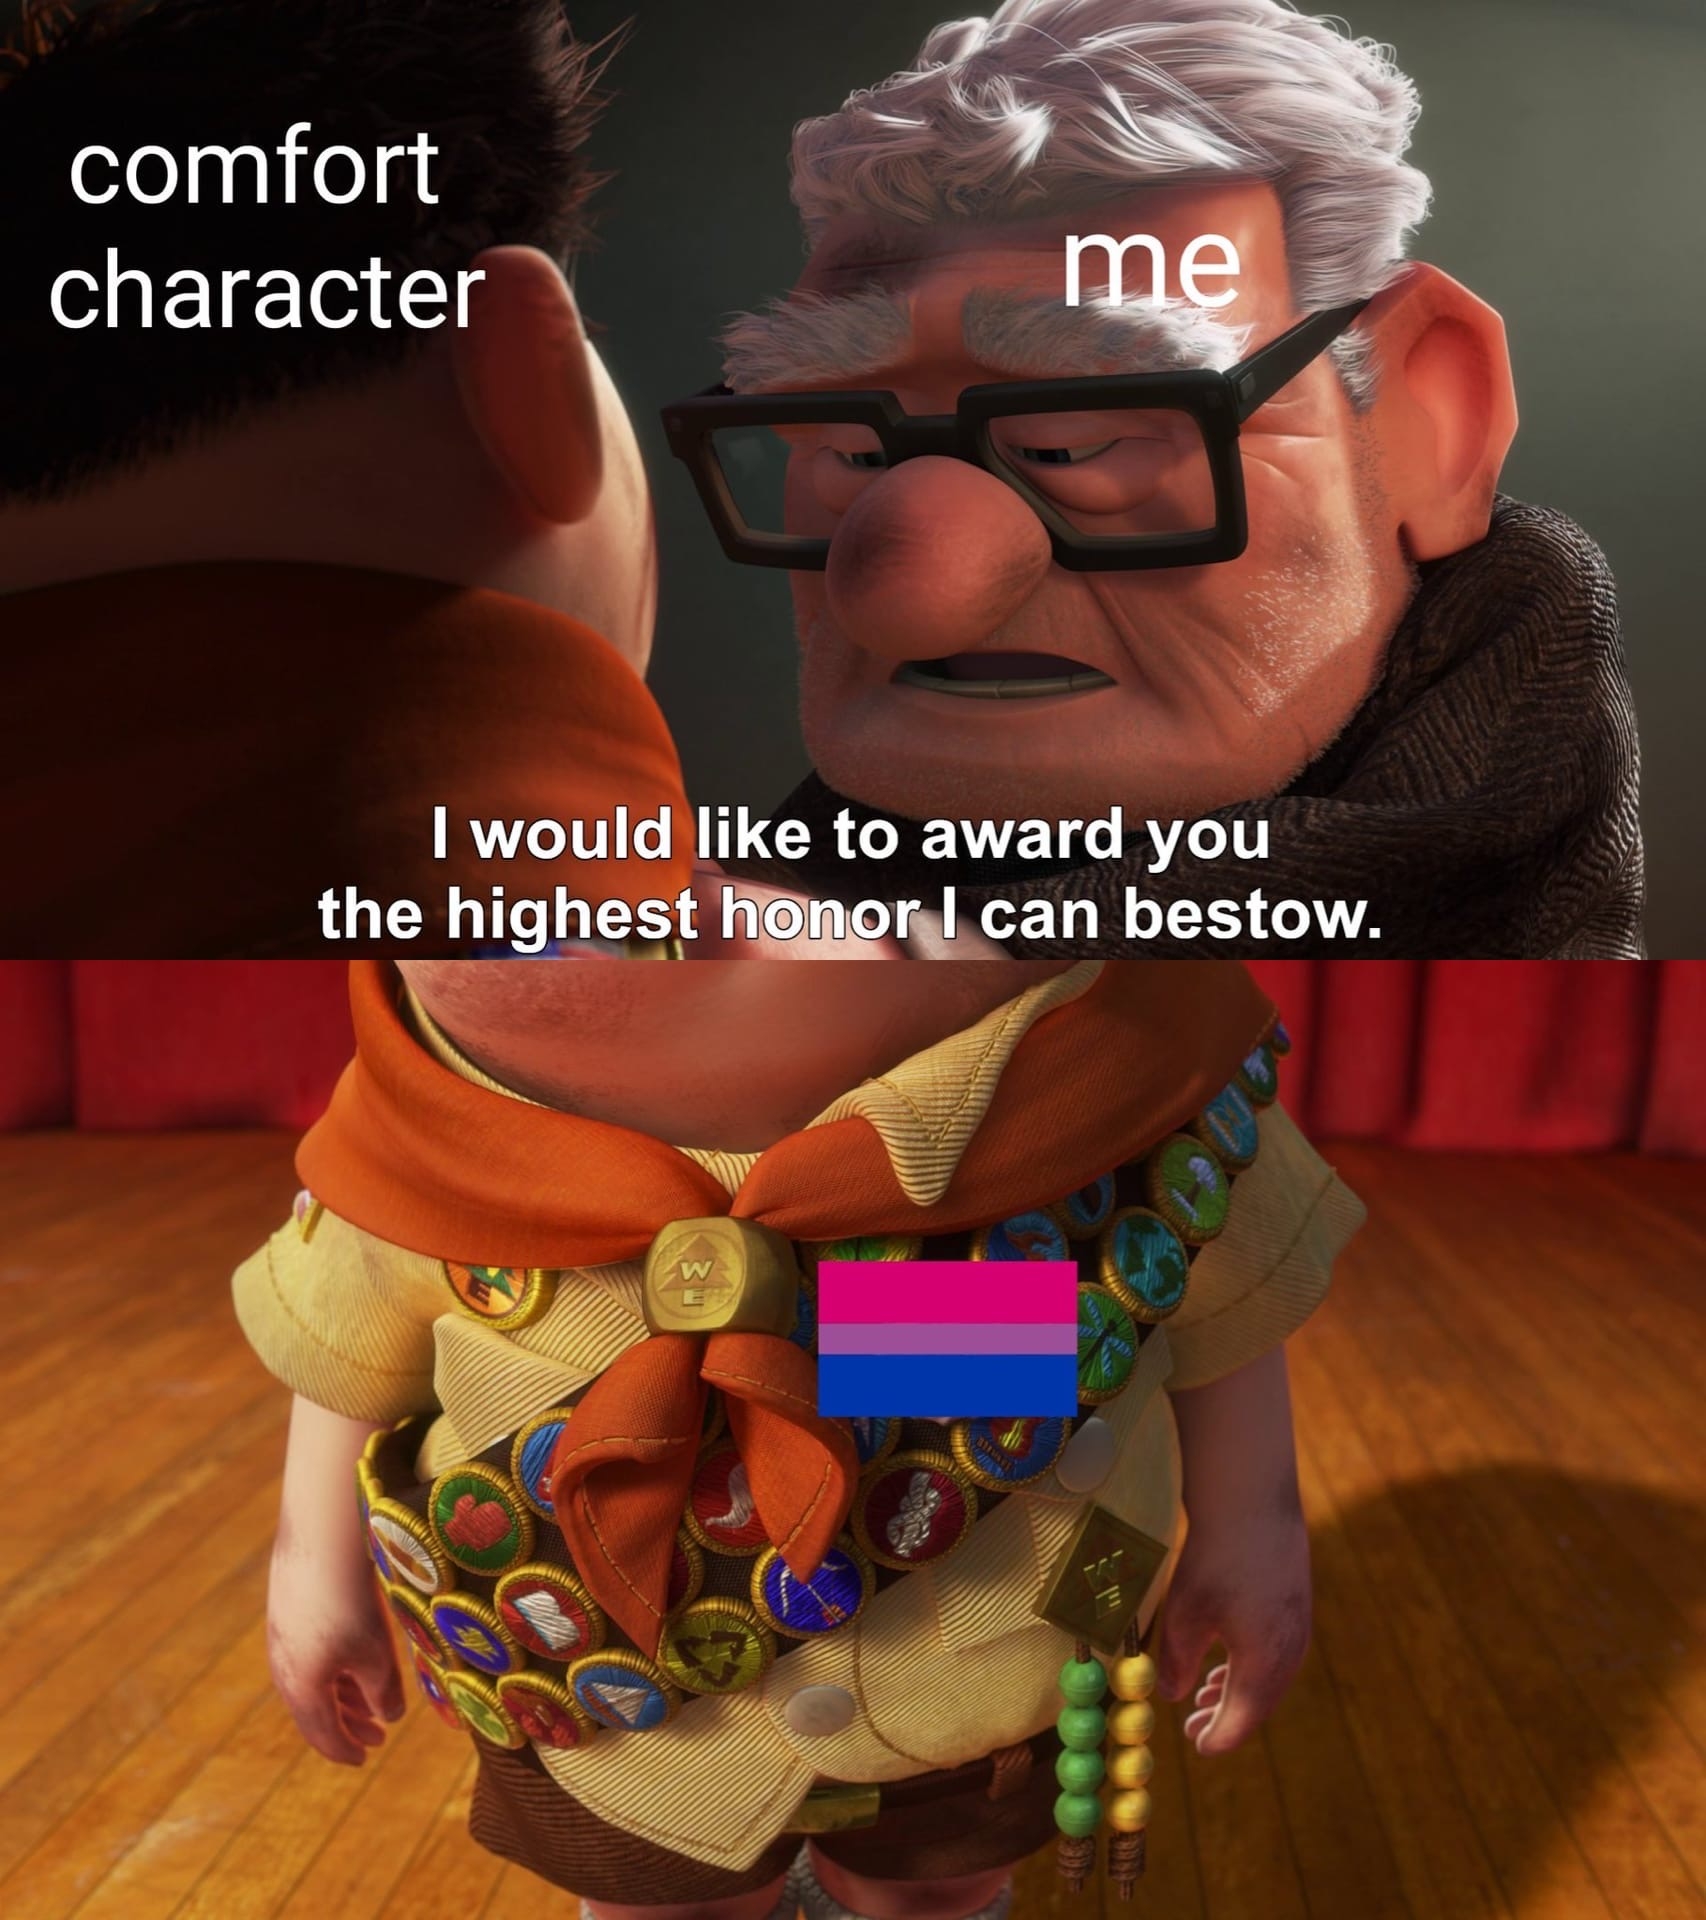 comfort
character
me
I would like to award you
the highest honor I can bestow.
W
E
E
W
E